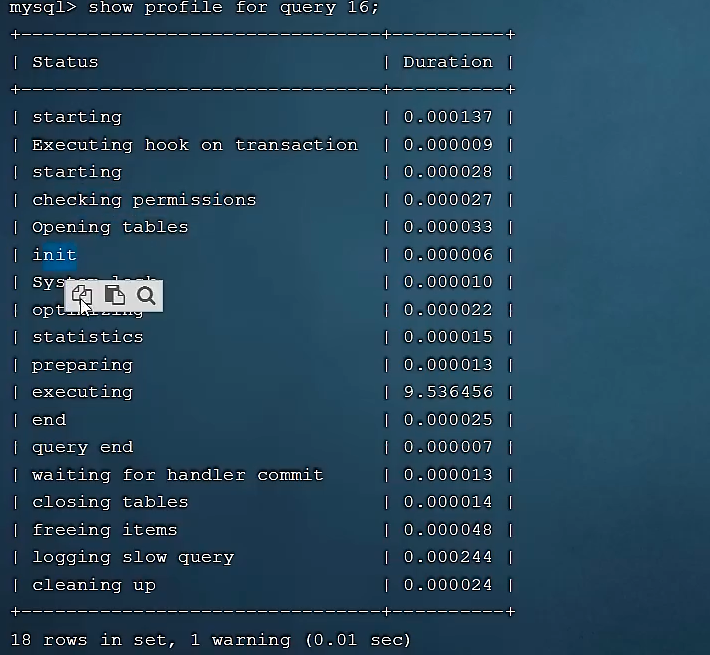 mysql> show profile for query 16;
+--------------------------------+----------+
| Status                         | Duration |
+--------------------------------+----------+
| starting                       | 0.000137 |
| Executing hook on transaction  | 0.000009 |
| starting                       | 0.000028 |
| checking permissions           | 0.000027 |
| Opening tables                 | 0.000033 |
| init                           | 0.000006 |
| System lock                    | 0.000010 |
| optimizing                     | 0.000022 |
| statistics                     | 0.000015 |
| preparing                      | 0.000013 |
| executing                      | 9.536456 |
| end                            | 0.000025 |
| query end                      | 0.000007 |
| waiting for handler commit     | 0.000013 |
| closing tables                 | 0.000014 |
| freeing items                  | 0.000048 |
| logging slow query             | 0.000244 |
| cleaning up                    | 0.000024 |
+--------------------------------+----------+
18 rows in set, 1 warning (0.01 sec)